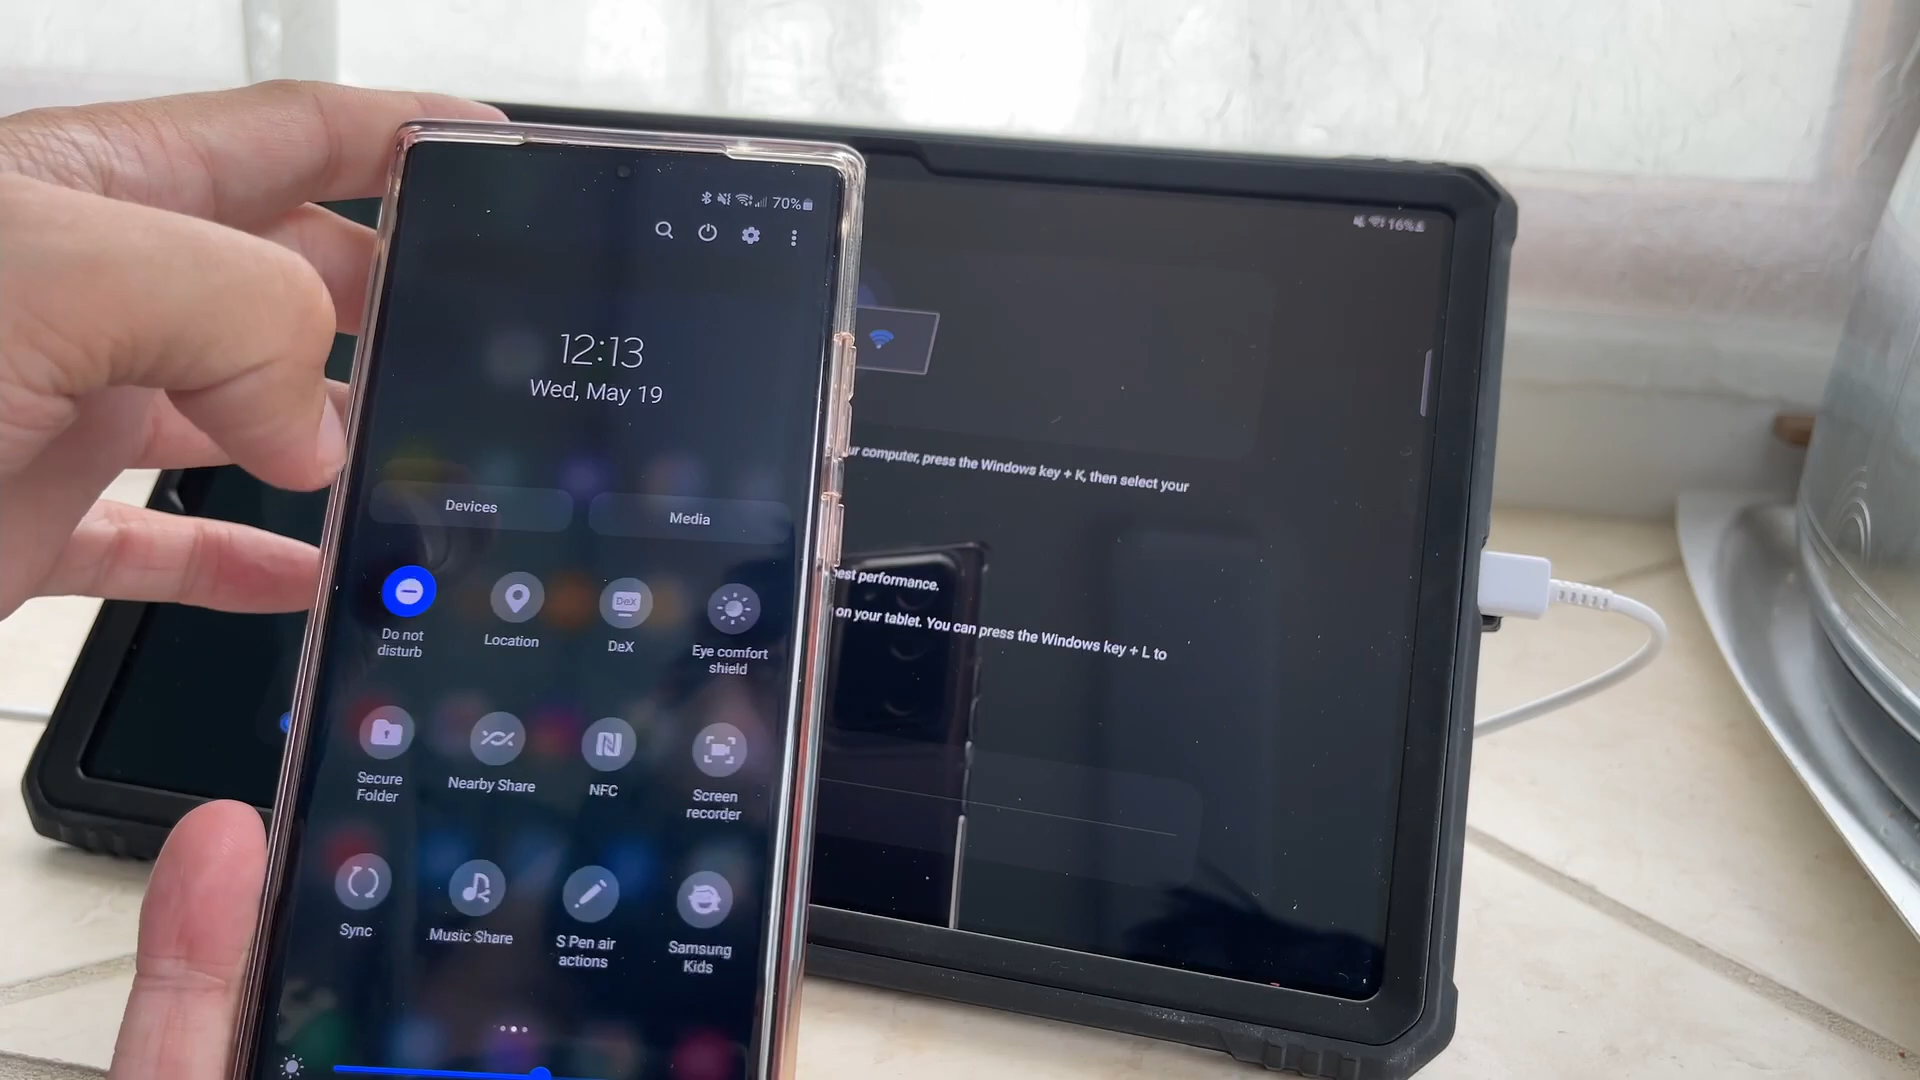 70%
12:13
Wed, May 19
Devices
Media
Do not
disturb
Location
DeX
DeX
Eye comfort
shield
Secure
Folder
Nearby Share
NFC
Screen
recorder
Sync
Music Share
S Pen air
actions
Samsung
Kids
16%
ur computer, press the Windows key + K, then select your
best performance.
on your tablet. You can press the Windows key + L to